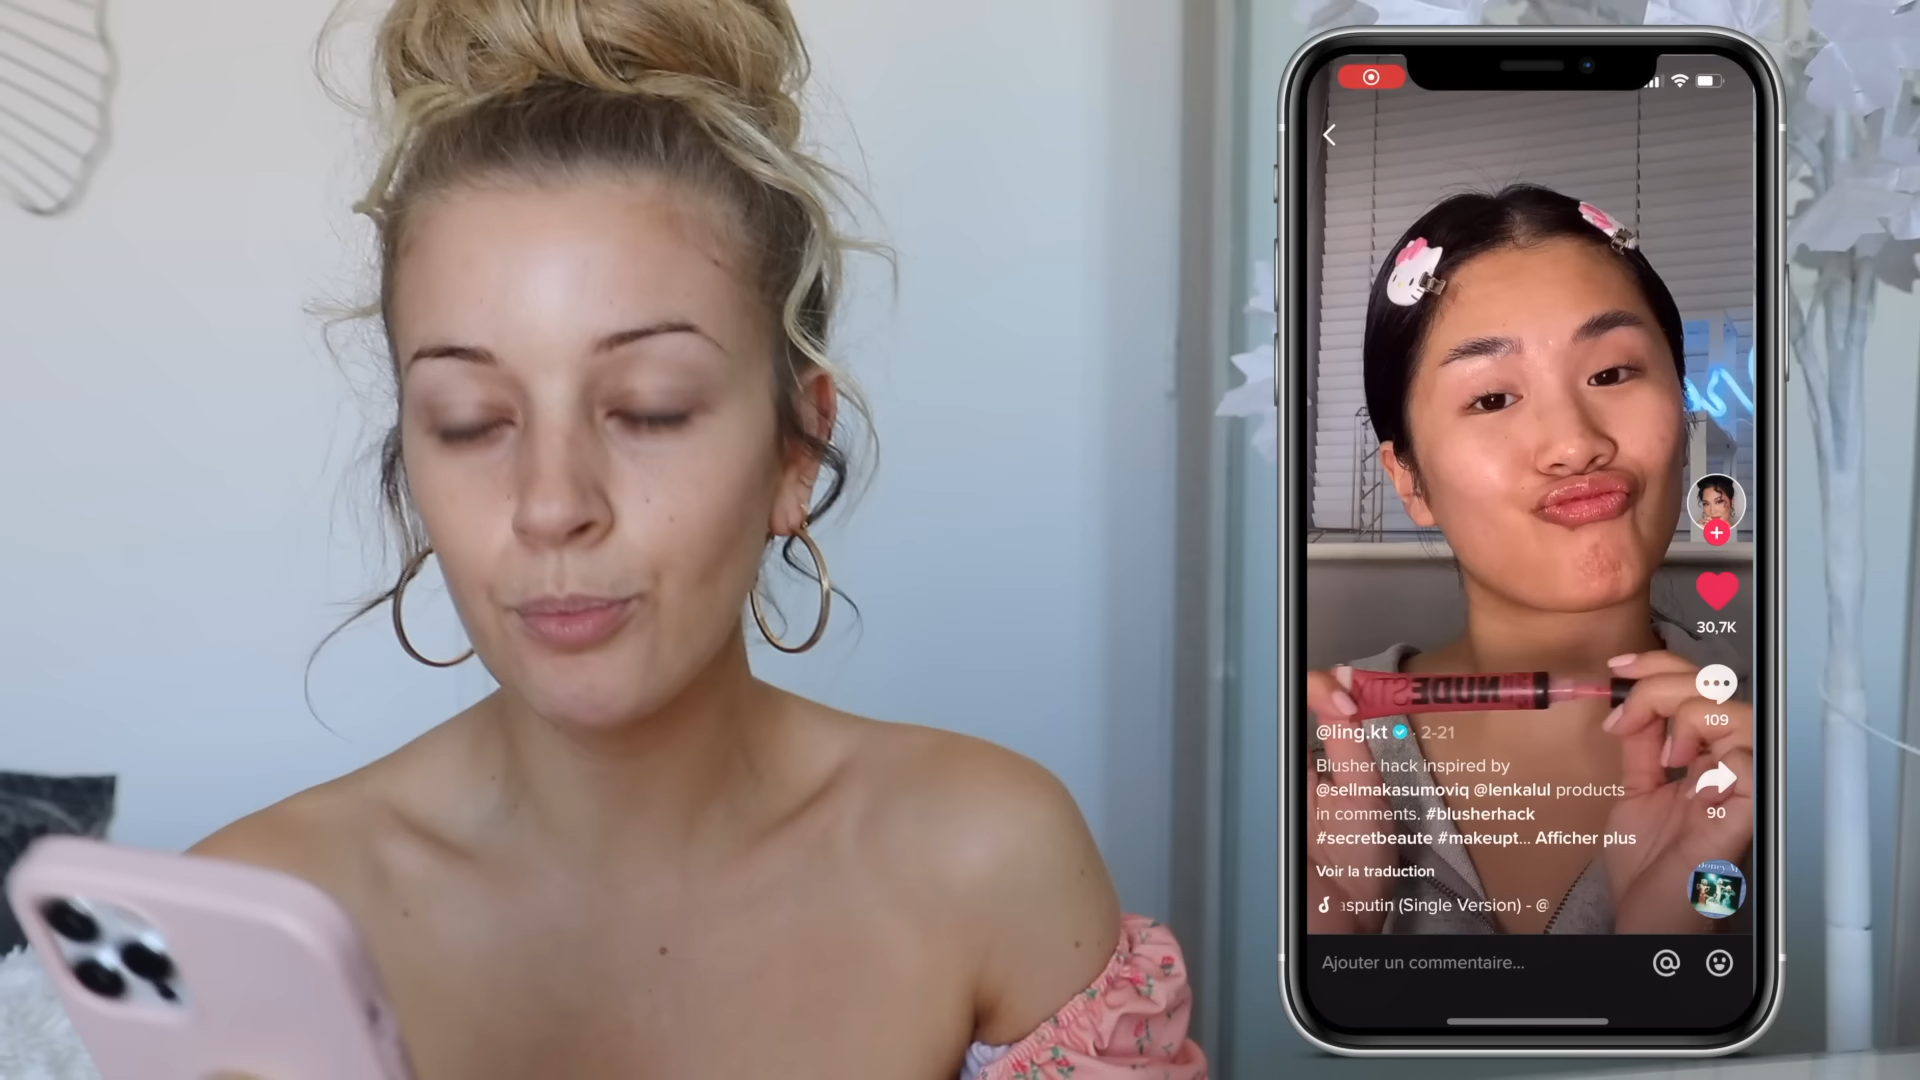 30,7K
NUDESTIX
109
@ling.kt · 2-21
Blusher hack inspired by
@sellmakasumoviq @lenkalul products
in comments. #blusherhack
#secretbeaute #makeupt... Afficher plus
90
Voir la traduction
asputin (Single Version) - @
Ajouter un commentaire...
@